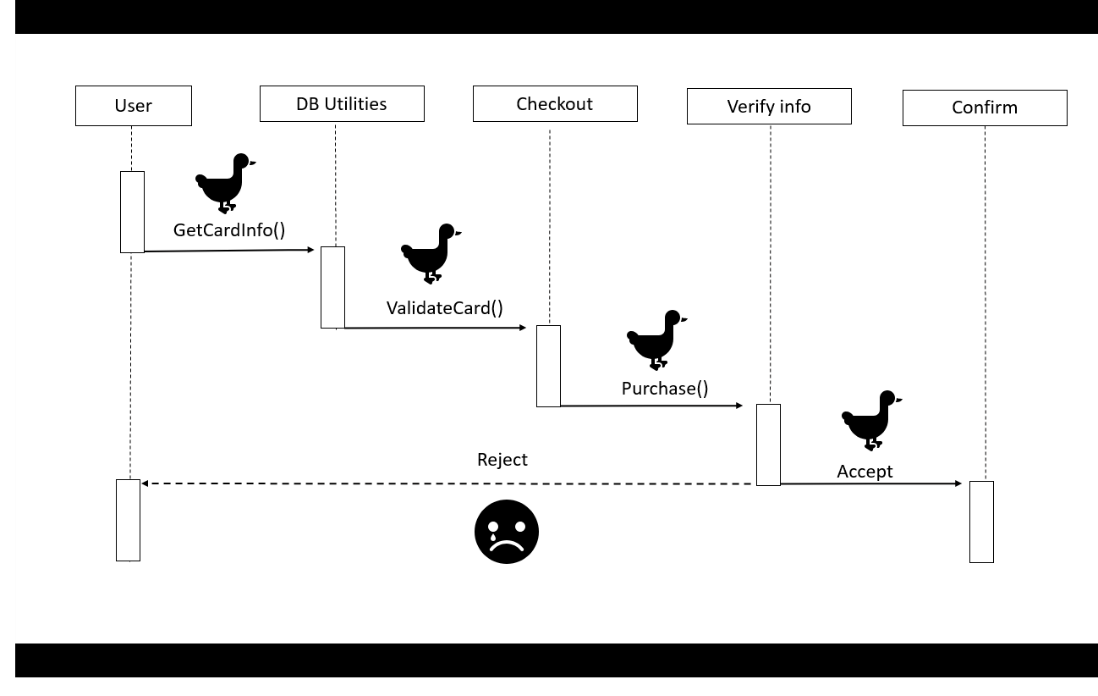 User
DB Utilities
Checkout
Verify info
Confirm
GetCardInfo()
ValidateCard()
Purchase()
Reject
Accept